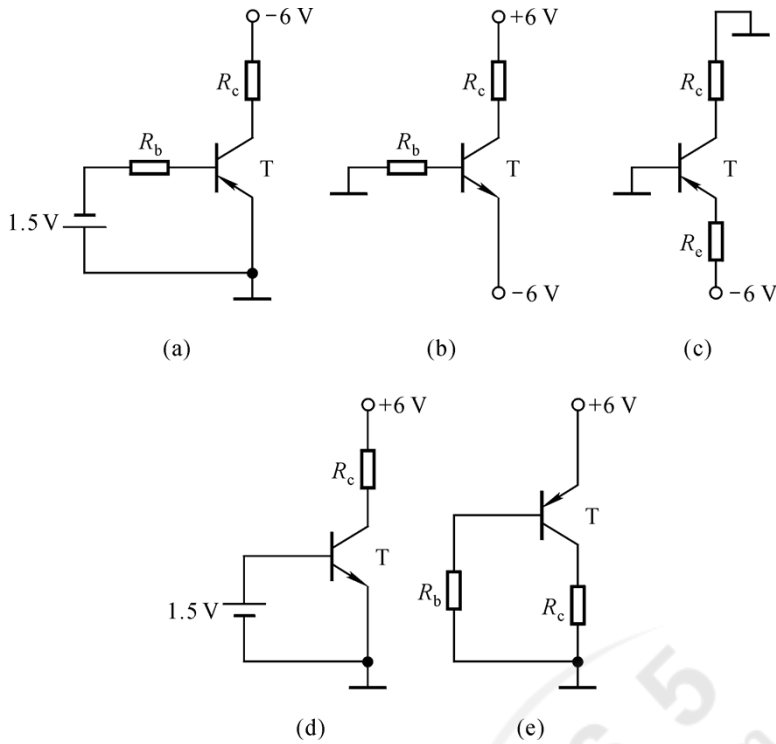 −6 V
+6 V
R_c
R_c
R_c
R_b
R_b
T
T
T
1.5 V
R_e
−6 V
−6 V
(a)
(b)
(c)
+6 V
+6 V
R_c
T
T
R_b
R_c
1.5 V
(d)
(e)